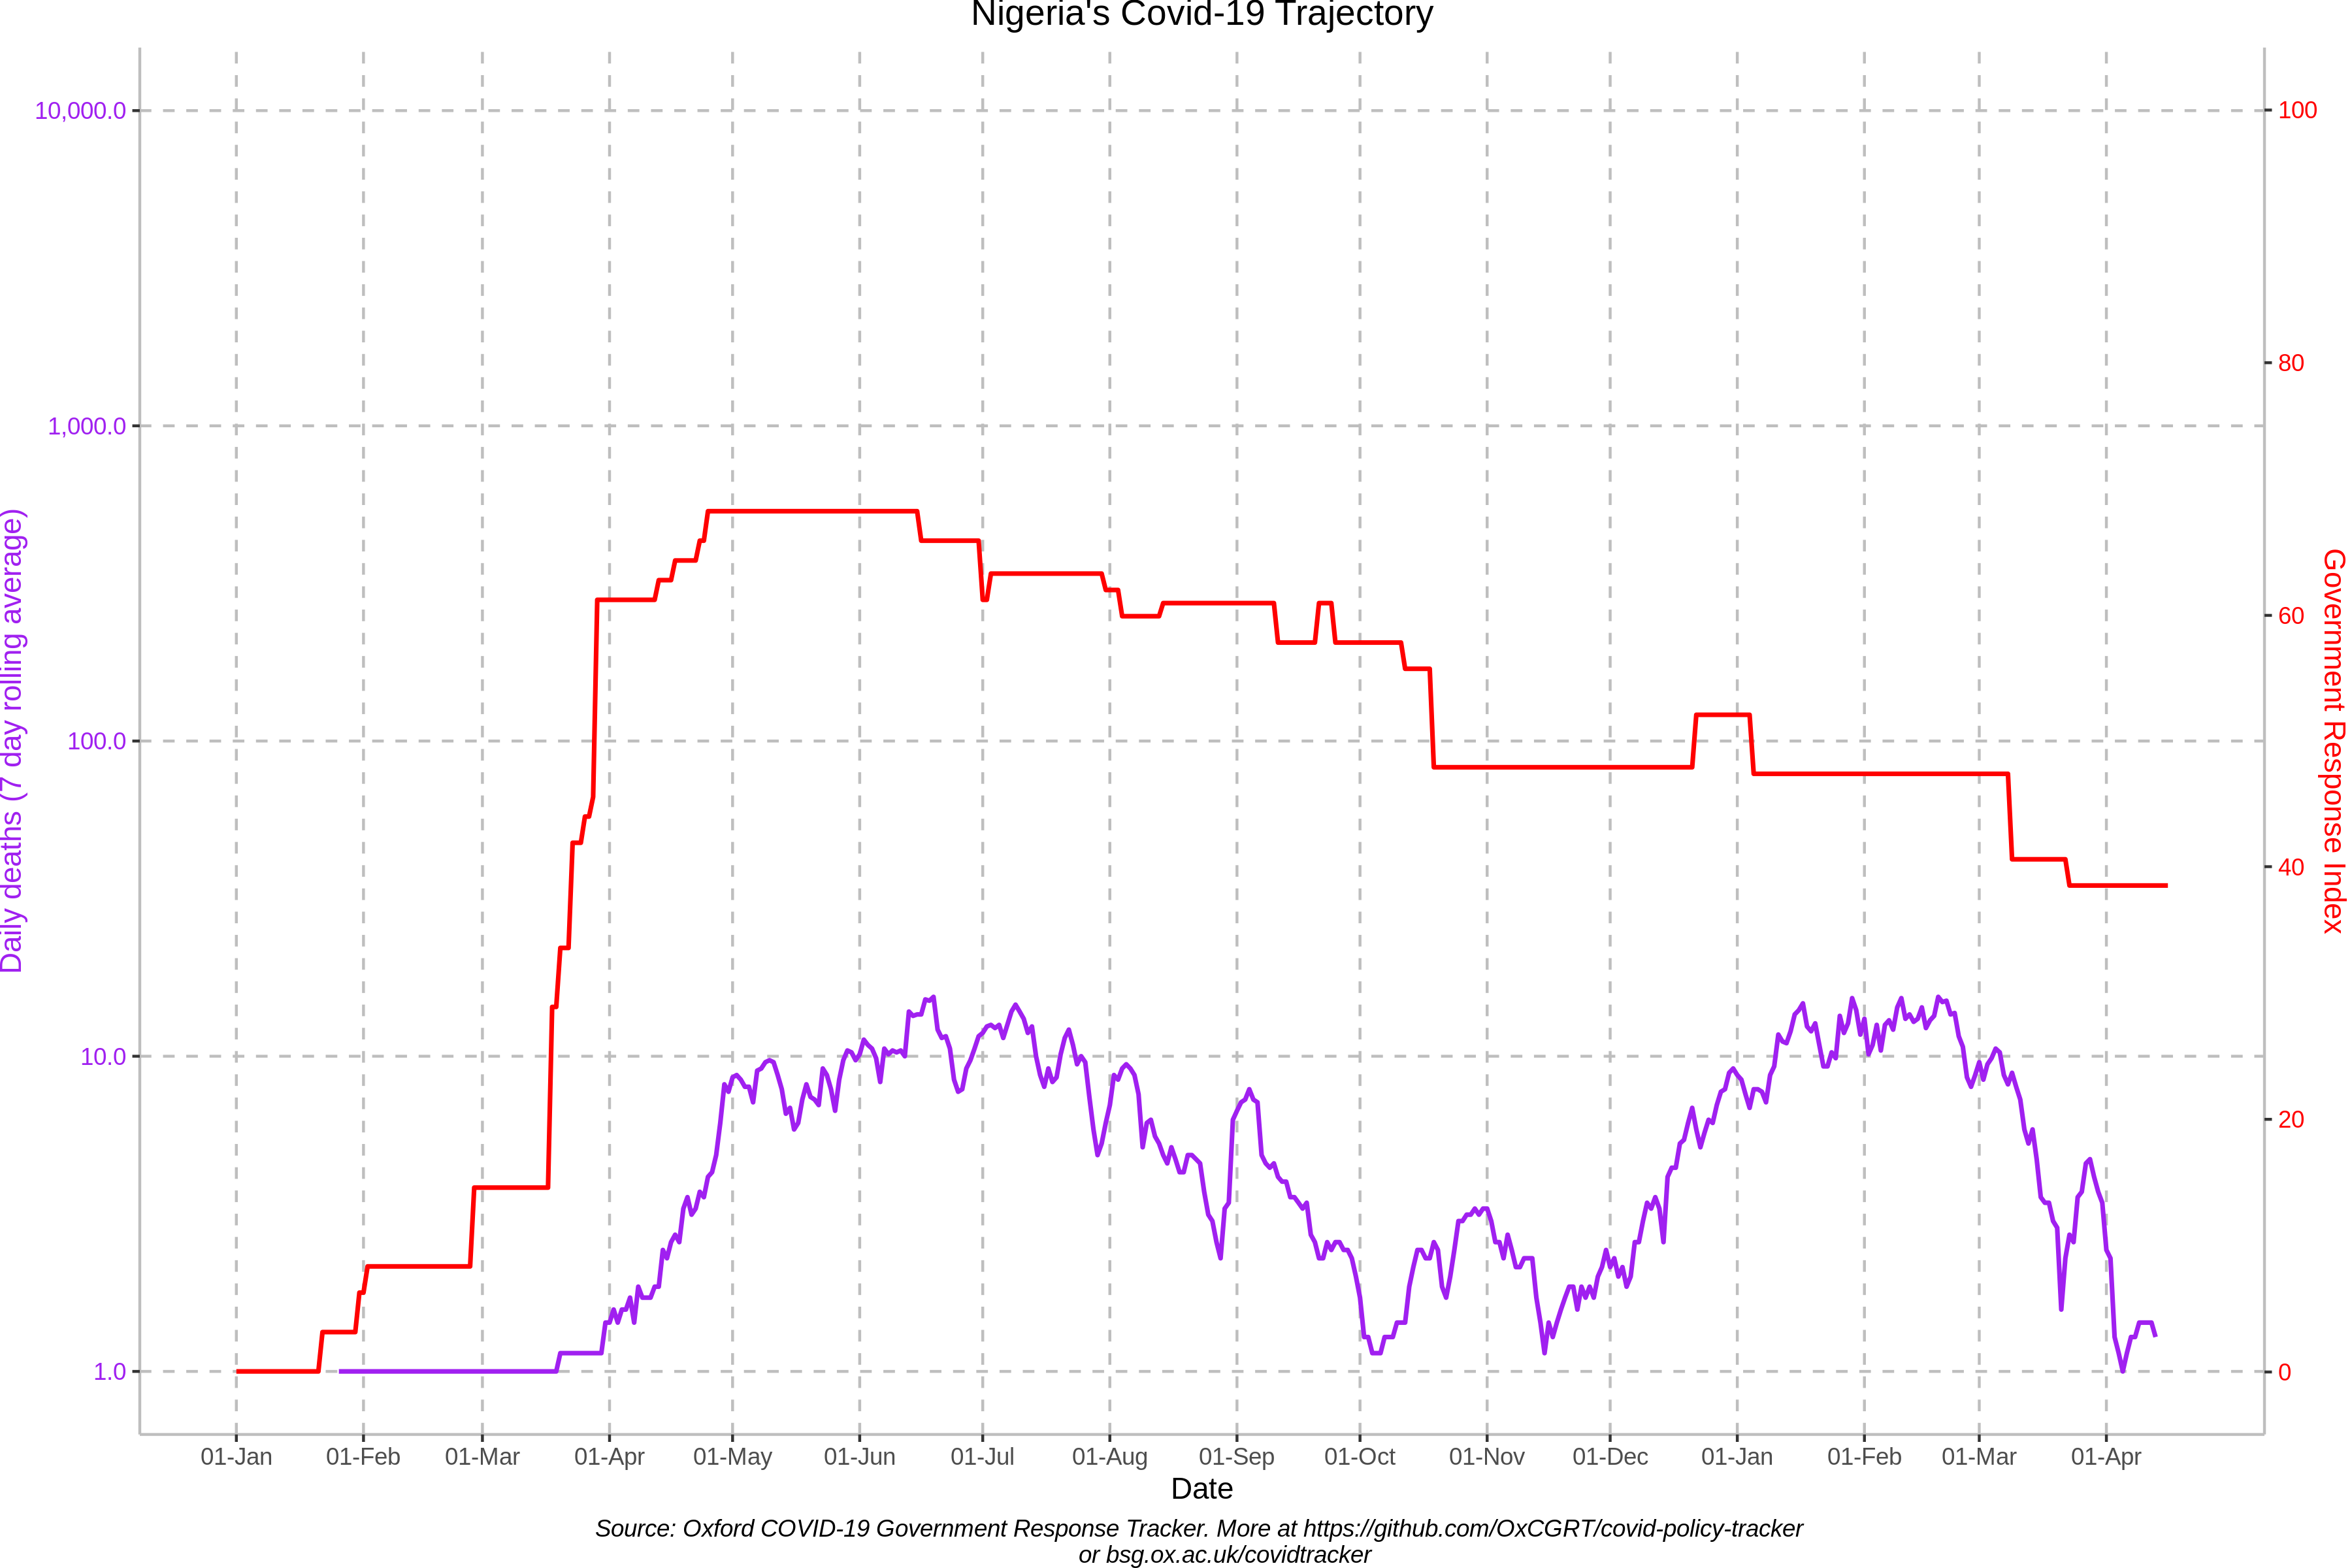 Nigeria's Covid-19 Trajectory
10,000.0
1,000.0
100.0
10.0
1.0
Daily deaths (7 day rolling average)
100
80
60
40
20
0
Government Response Index
01-Jan 01-Feb 01-Mar 01-Apr 01-May 01-Jun 01-Jul 01-Aug 01-Sep 01-Oct 01-Nov 01-Dec 01-Jan 01-Feb 01-Mar 01-Apr
Date
Source: Oxford COVID-19 Government Response Tracker. More at https://github.com/OxCGRT/covid-policy-tracker
or bsg.ox.ac.uk/covidtracker